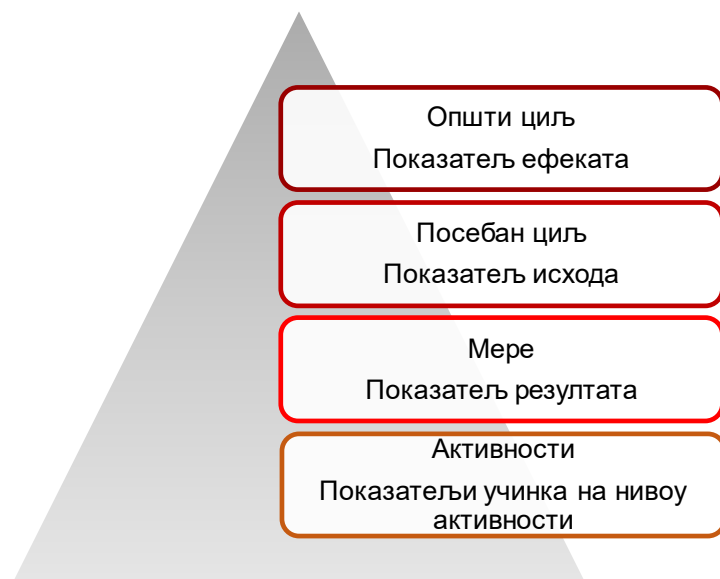 Општи циљ
Показатељ ефеката
Посебан циљ
Показатељ исхода
Мере
Показатељ резултата
Активности
Показатељи учинка на нивоу
активности